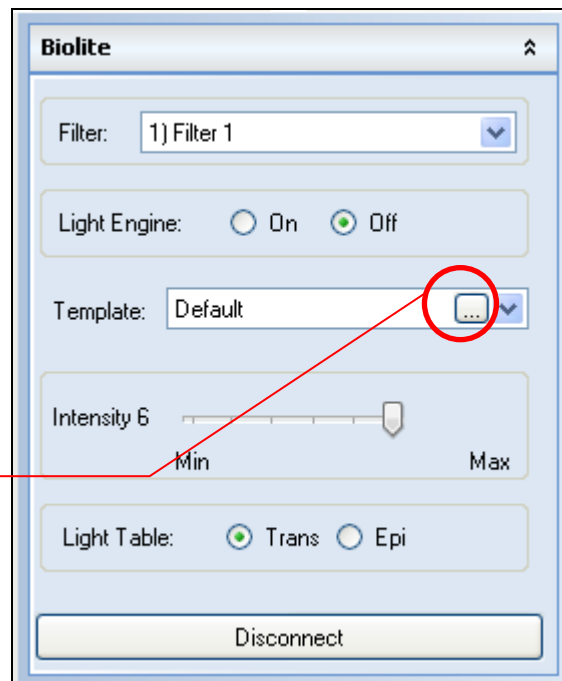 Biolite
Filter: 1) Filter 1
Light Engine: On Off
Template: Default ...
Intensity 6
Min Max
Light Table: Trans Epi
Disconnect